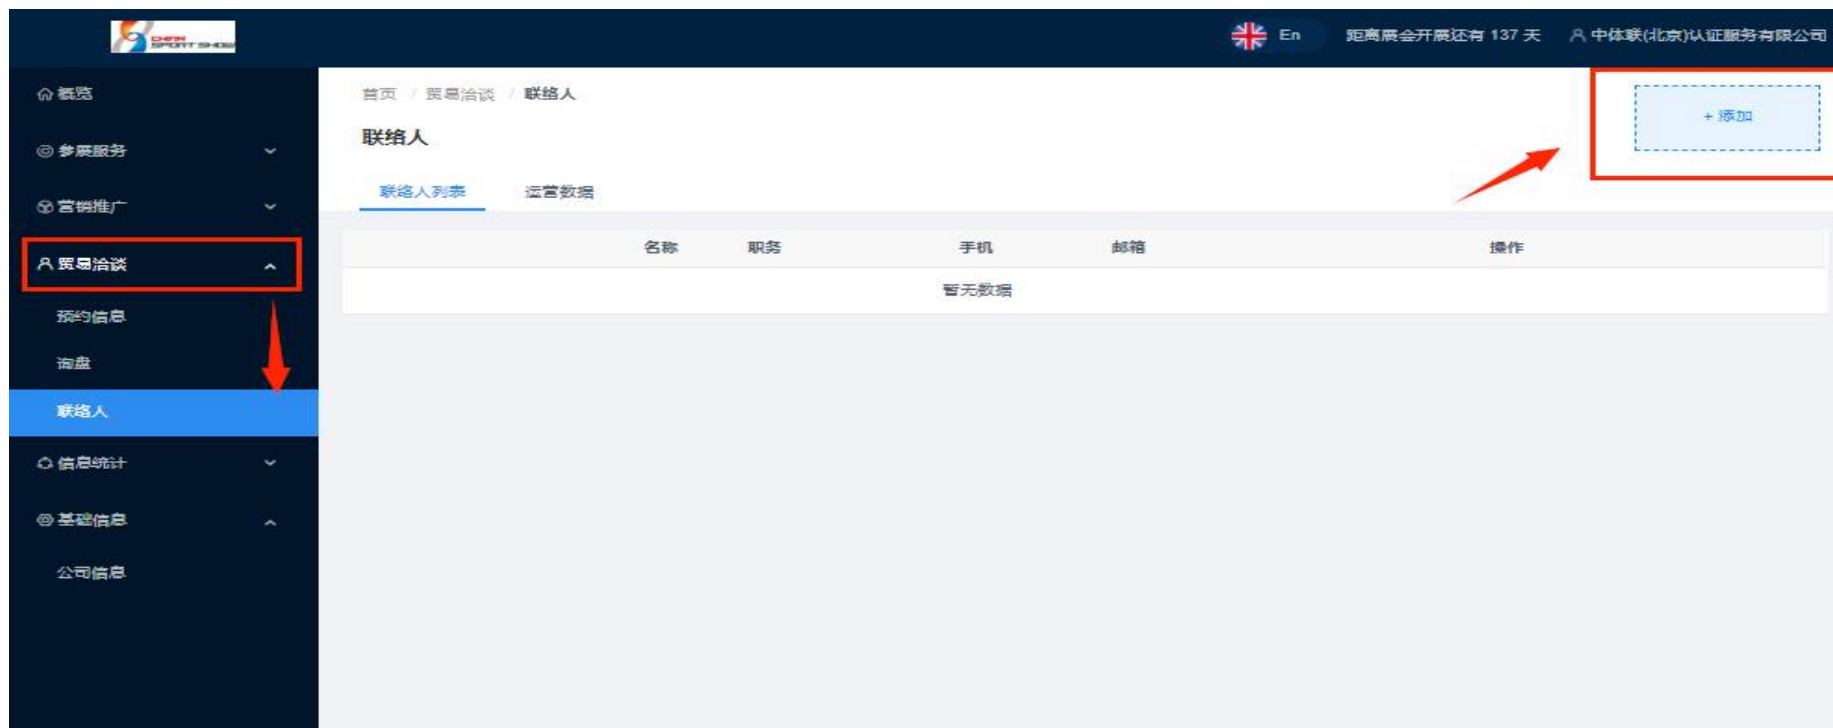 CHINA
SPORT SHOW
En
距离展会开展还有 137 天
中体联(北京)认证服务有限公司
概览
参展服务
营销推广
贸易洽谈
预约信息
询盘
联络人
信息统计
基础信息
公司信息
首页 / 贸易洽谈 / 联络人
联络人
+ 添加
联络人列表 运营数据
名称 职务 手机 邮箱 操作
暂无数据